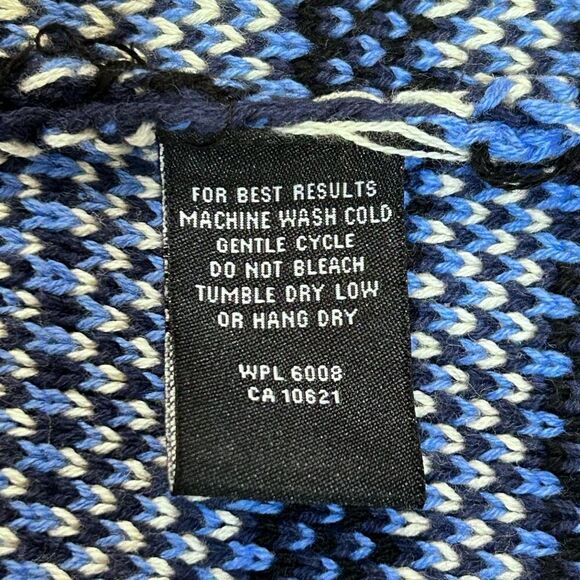 FOR BEST RESULTS
MACHINE WASH COLD
GENTLE CYCLE
DO NOT BLEACH
TUMBLE DRY LOW
OR HANG DRY
WPL 6008
CA 10621